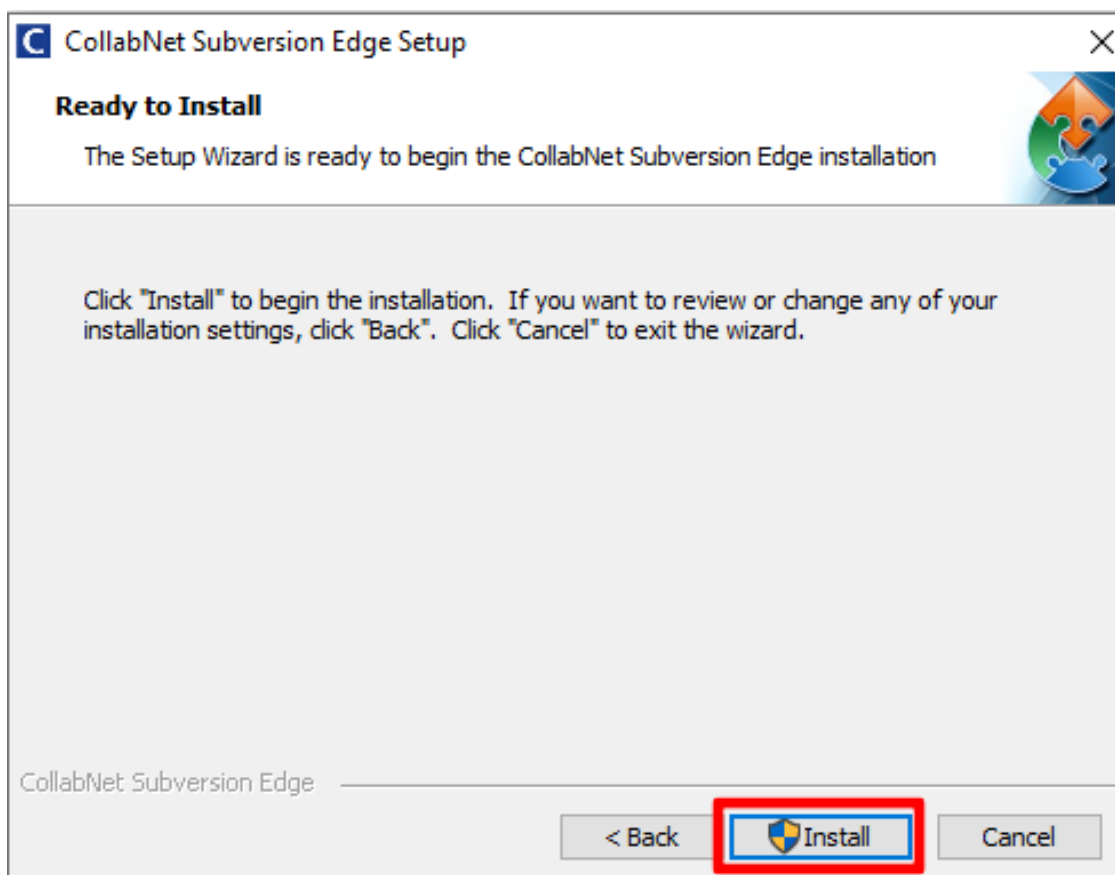 CollabNet Subversion Edge Setup
Ready to Install
The Setup Wizard is ready to begin the CollabNet Subversion Edge installation
Click "Install" to begin the installation.  If you want to review or change any of your
installation settings, click "Back".  Click "Cancel" to exit the wizard.
CollabNet Subversion Edge
< Back Install Cancel